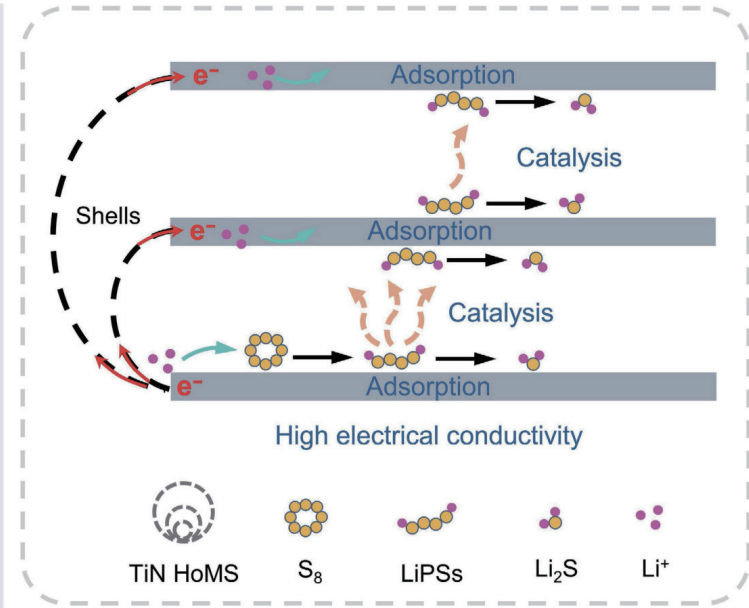 e⁻
Adsorption
Catalysis
Shells
e⁻
Adsorption
Catalysis
e⁻
Adsorption
High electrical conductivity
TiN HoMS
S₈
LiPSs
Li₂S
Li⁺